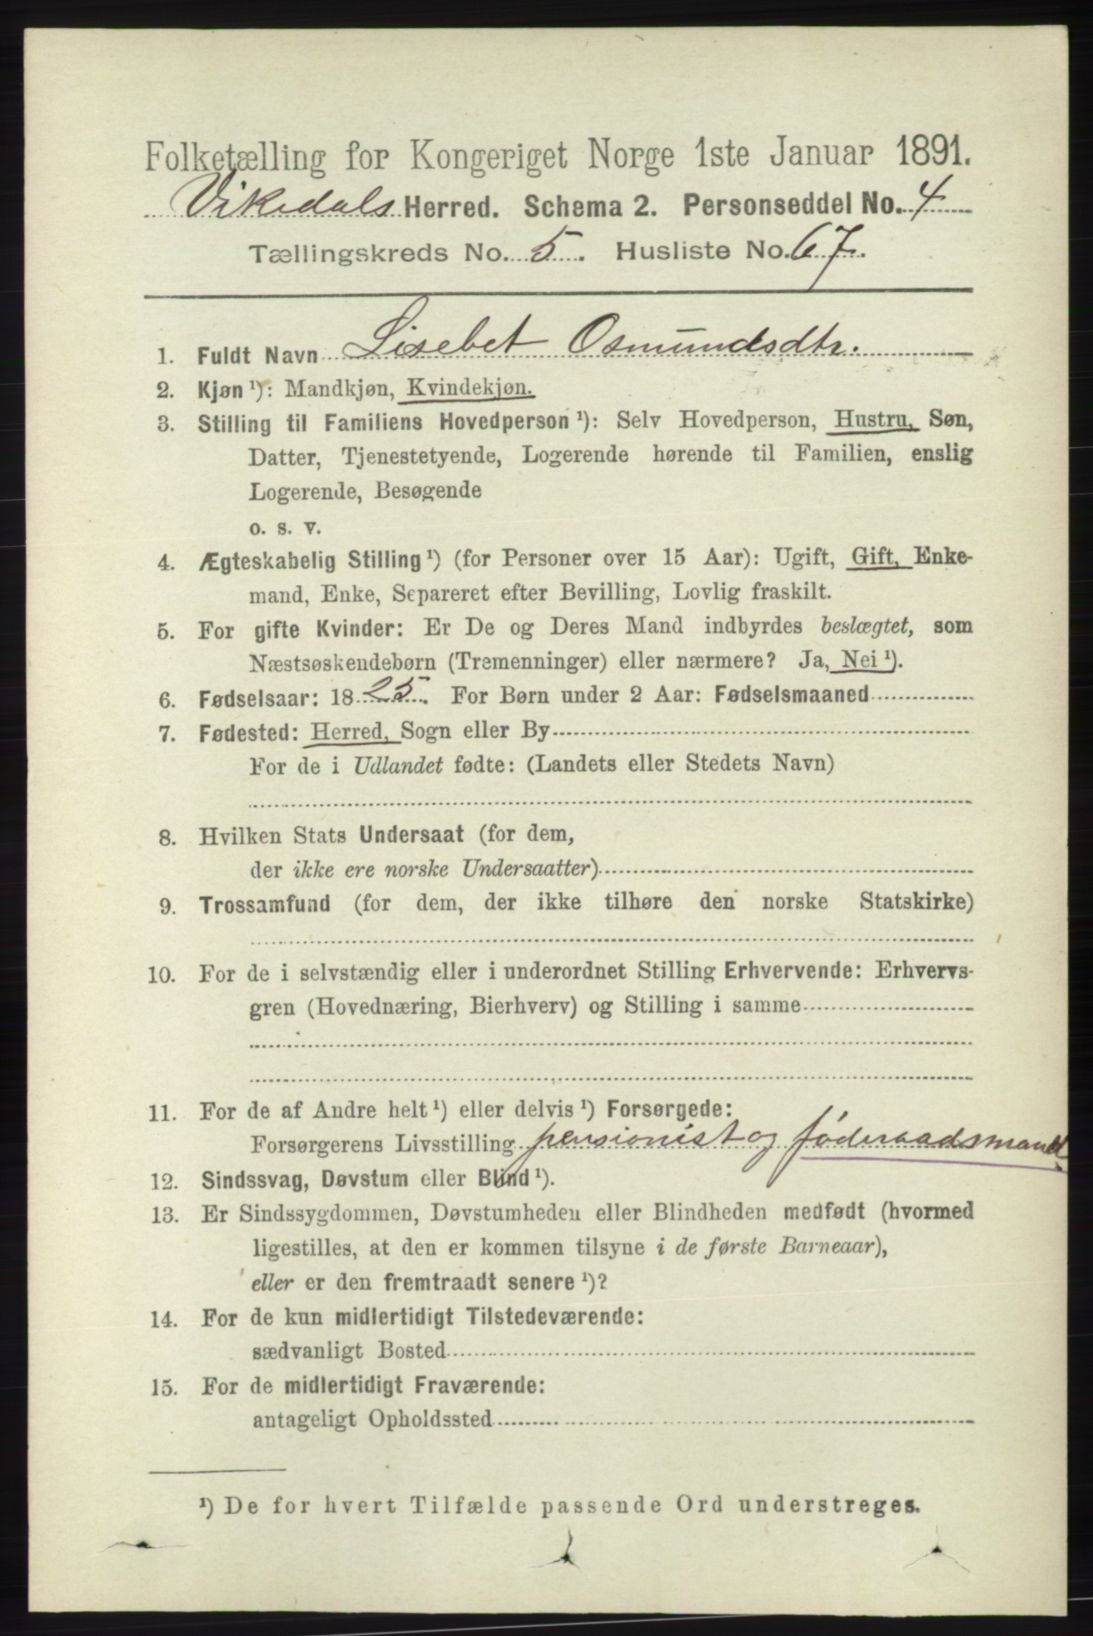 Folketælling for Kongeriget Norge 1ste Januar 1891.
Vikedals Herred. Schema 2. Personseddel No. 4
Tællingskreds No. 5. Husliste No. 67.
1. Fuldt Navn Lisebet Osmundsdtr.
2. Kjøn ¹): Mandkjøn, Kvindekjøn.
3. Stilling til Familiens Hovedperson ¹): Selv Hovedperson, Hustru, Søn,
Datter, Tjenestetyende, Logerende hørende til Familien, enslig
Logerende, Besøgende
o. s. v.
4. Ægteskabelig Stilling ¹) (for Personer over 15 Aar): Ugift, Gift, Enke-
mand, Enke, Separeret efter Bevilling, Lovlig fraskilt.
5. For gifte Kvinder: Er De og Deres Mand indbyrdes beslægtet, som
Næstsøskendebørn (Tremenninger) eller nærmere? Ja, Nei ¹).
6. Fødselsaar: 1825. For Børn under 2 Aar: Fødselsmaaned
7. Fødested: Herred, Sogn eller By
For de i Udlandet fødte: (Landets eller Stedets Navn)
8. Hvilken Stats Undersaat (for dem,
der ikke ere norske Undersaatter)
9. Trossamfund (for dem, der ikke tilhøre den norske Statskirke)
10. For de i selvstændig eller i underordnet Stilling Erhvervende: Erhvervs-
gren (Hovednæring, Bierhverv) og Stilling i samme
11. For de af Andre helt ¹) eller delvis ¹) Forsørgede:
Forsørgerens Livsstilling pensionist og föderaadsmand
12. Sindssvag, Døvstum eller Blind ¹).
13. Er Sindssygdommen, Døvstumheden eller Blindheden medfødt (hvormed
ligestilles, at den er kommen tilsyne i de første Barneaar),
eller er den fremtraadt senere ¹)?
14. For de kun midlertidigt Tilstedeværende:
sædvanligt Bosted
15. For de midlertidigt Fraværende:
antageligt Opholdssted
¹) De for hvert Tilfælde passende Ord understreges.